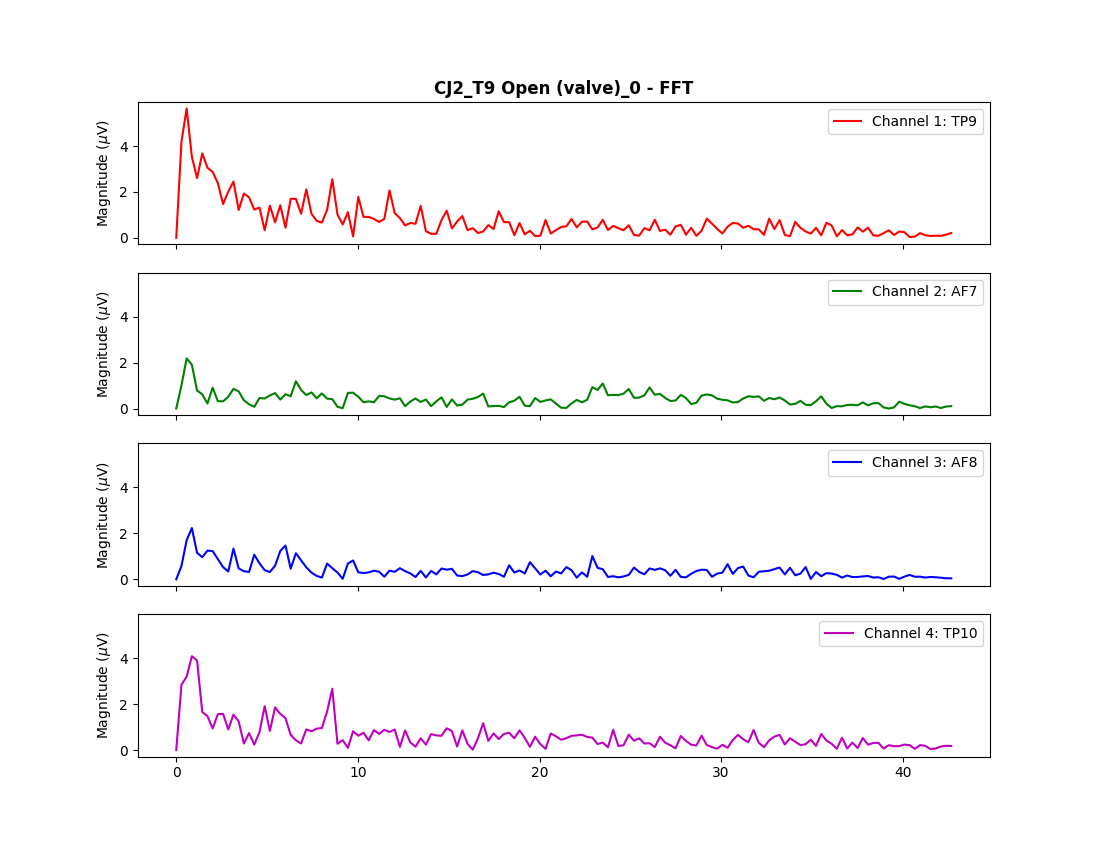 CJ2_T9 Open (valve)_0 - FFT
Magnitude (μV)
4
2
0
Channel 1: TP9
Magnitude (μV)
4
2
0
Channel 2: AF7
Magnitude (μV)
4
2
0
Channel 3: AF8
Magnitude (μV)
4
2
0
Channel 4: TP10
0 10 20 30 40